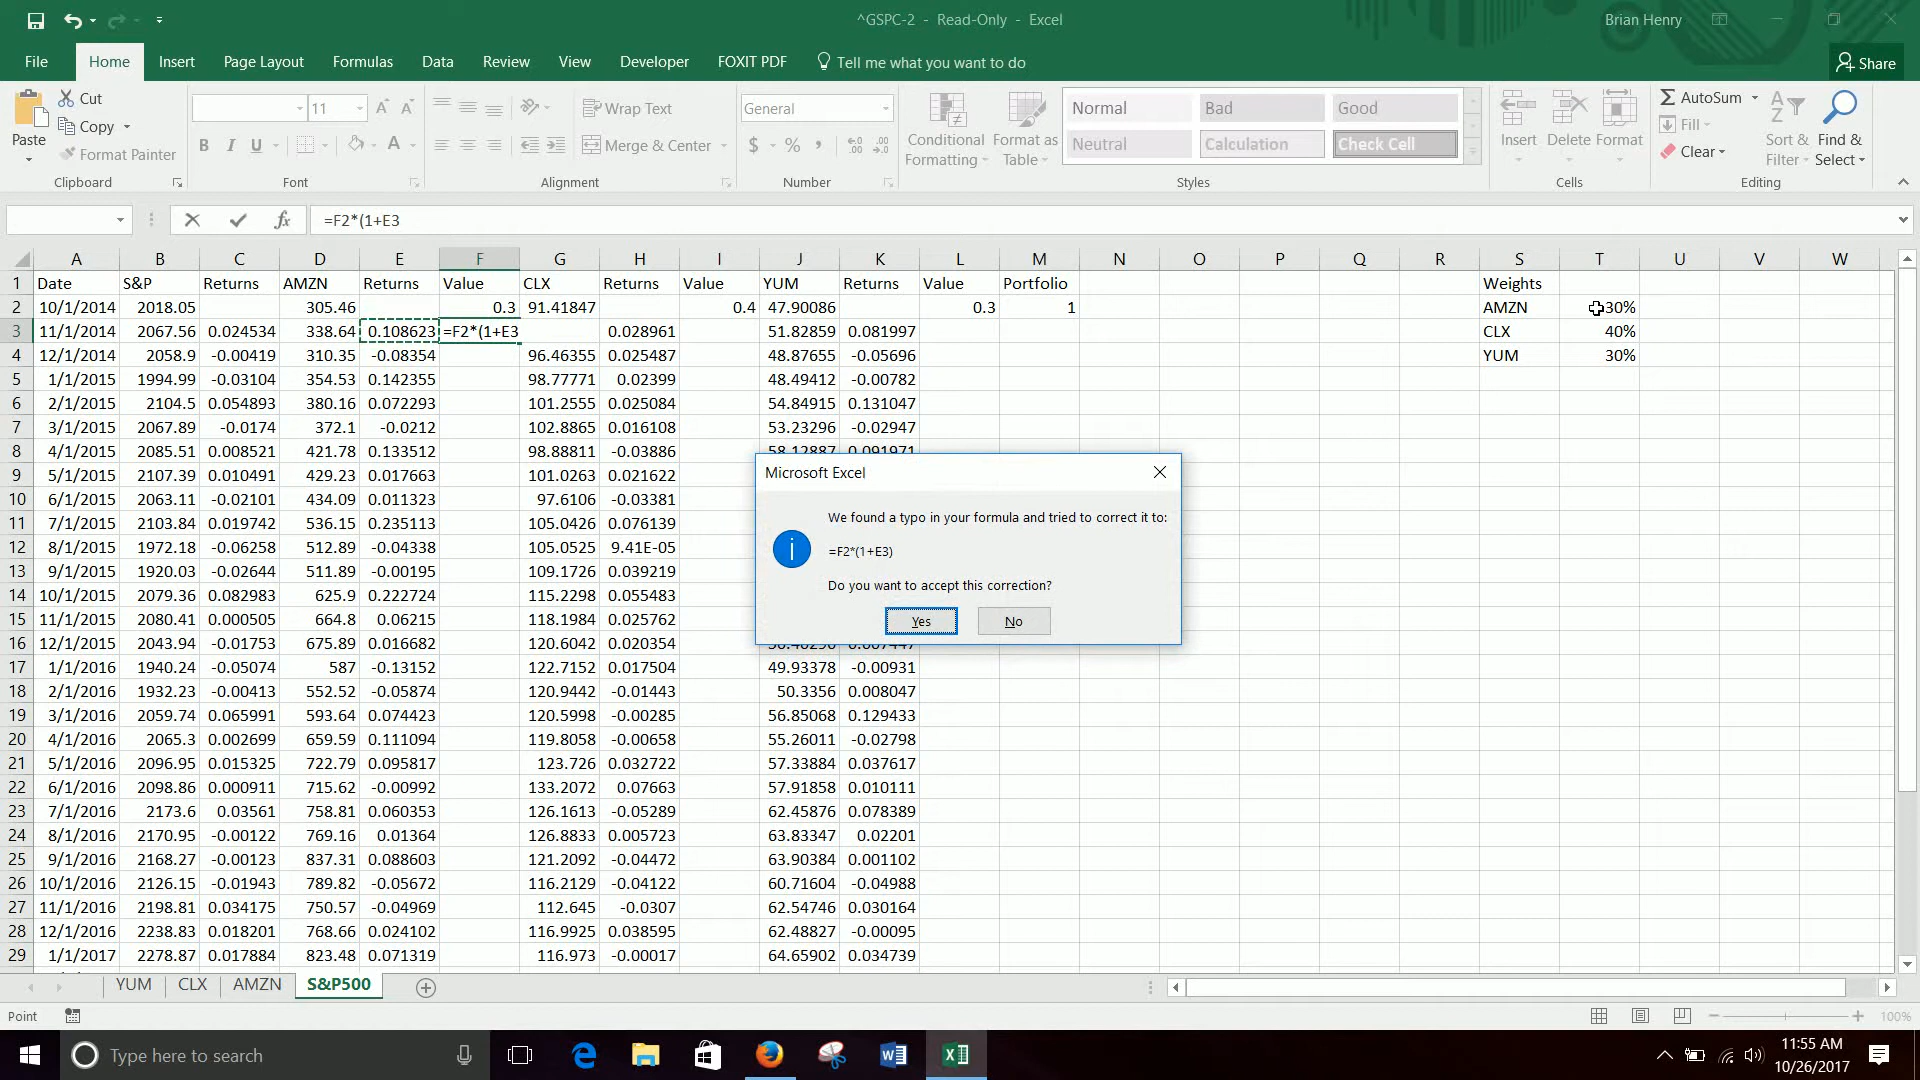 ^GSPC-2 - Read-Only - Excel
Brian Henry
File Home Insert Page Layout Formulas Data Review View Developer FOXIT PDF Tell me what you want to do Share
Paste
Cut
Copy
Format Painter
Clipboard
11
B I U
Font
Wrap Text
Merge & Center
Alignment
General
$ % ,
Number
Conditional Formatting
Format as Table
Normal Bad Good
Neutral Calculation Check Cell
Styles
Insert Delete Format
Cells
AutoSum
Fill
Clear
Sort & Filter
Find & Select
Editing
fx =F2*(1+E3
A B C D E F G H I J K L M N O P Q R S T U V W
1 Date S&P Returns AMZN Returns Value CLX Returns Value YUM Returns Value Portfolio Weights
2 10/1/2014 2018.05 305.46 0.3 91.41847 0.4 47.90086 0.3 1 AMZN 30%
3 11/1/2014 2067.56 0.024534 338.64 0.108623 =F2*(1+E3 0.028961 51.82859 0.081997 CLX 40%
4 12/1/2014 2058.9 -0.00419 310.35 -0.08354 96.46355 0.025487 48.87655 -0.05696 YUM 30%
5 1/1/2015 1994.99 -0.03104 354.53 0.142355 98.77771 0.02399 48.49412 -0.00782
6 2/1/2015 2104.5 0.054893 380.16 0.072293 101.2555 0.025084 54.84915 0.131047
7 3/1/2015 2067.89 -0.0174 372.1 -0.0212 102.8865 0.016108 53.23296 -0.02947
8 4/1/2015 2085.51 0.008521 421.78 0.133512 98.88811 -0.03886 58.12887 0.091971
9 5/1/2015 2107.39 0.010491 429.23 0.017663 101.0263 0.021622
10 6/1/2015 2063.11 -0.02101 434.09 0.011323 97.6106 -0.03381
11 7/1/2015 2103.84 0.019742 536.15 0.235113 105.0426 0.076139
12 8/1/2015 1972.18 -0.06258 512.89 -0.04338 105.0525 9.41E-05
13 9/1/2015 1920.03 -0.02644 511.89 -0.00195 109.1726 0.039219
14 10/1/2015 2079.36 0.082983 625.9 0.222724 115.2298 0.055483
15 11/1/2015 2080.41 0.000505 664.8 0.06215 118.1984 0.025762
16 12/1/2015 2043.94 -0.01753 675.89 0.016682 120.6042 0.020354
17 1/1/2016 1940.24 -0.05074 587 -0.13152 122.7152 0.017504 49.93378 -0.00931
18 2/1/2016 1932.23 -0.00413 552.52 -0.05874 120.9442 -0.01443 50.3356 0.008047
19 3/1/2016 2059.74 0.065991 593.64 0.074423 120.5998 -0.00285 56.85068 0.129433
20 4/1/2016 2065.3 0.002699 659.59 0.111094 119.8058 -0.00658 55.26011 -0.02798
21 5/1/2016 2096.95 0.015325 722.79 0.095817 123.726 0.032722 57.33884 0.037617
22 6/1/2016 2098.86 0.000911 715.62 -0.00992 133.2072 0.07663 57.91858 0.010111
23 7/1/2016 2173.6 0.03561 758.81 0.060353 126.1613 -0.05289 62.45876 0.078389
24 8/1/2016 2170.95 -0.00122 769.16 0.01364 126.8833 0.005723 63.83347 0.02201
25 9/1/2016 2168.27 -0.00123 837.31 0.088603 121.2092 -0.04472 63.90384 0.001102
26 10/1/2016 2126.15 -0.01943 789.82 -0.05672 116.2129 -0.04122 60.71604 -0.04988
27 11/1/2016 2198.81 0.034175 750.57 -0.04969 112.645 -0.0307 62.54746 0.030164
28 12/1/2016 2238.83 0.018201 768.66 0.024102 116.9925 0.038595 62.48827 -0.00095
29 1/1/2017 2278.87 0.017884 823.48 0.071319 116.973 -0.00017 64.65902 0.034739
Microsoft Excel
We found a typo in your formula and tried to correct it to:
=F2*(1+E3)
Do you want to accept this correction?
Yes No
YUM CLX AMZN S&P500
Point
100%
Type here to search
11:55 AM
10/26/2017